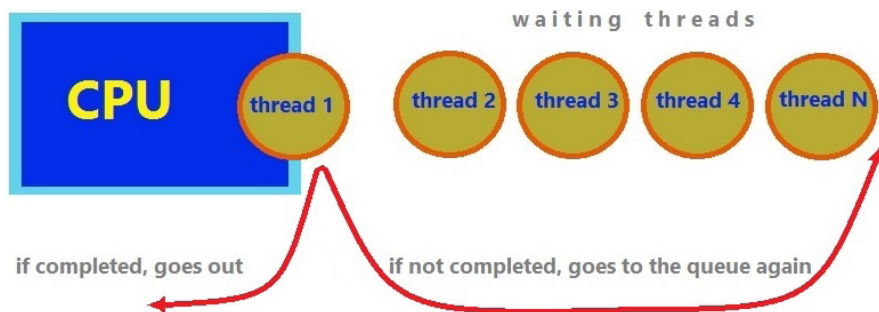 waiting threads
CPU
thread 1
thread 2
thread 3
thread 4
thread N
if completed, goes out
if not completed, goes to the queue again